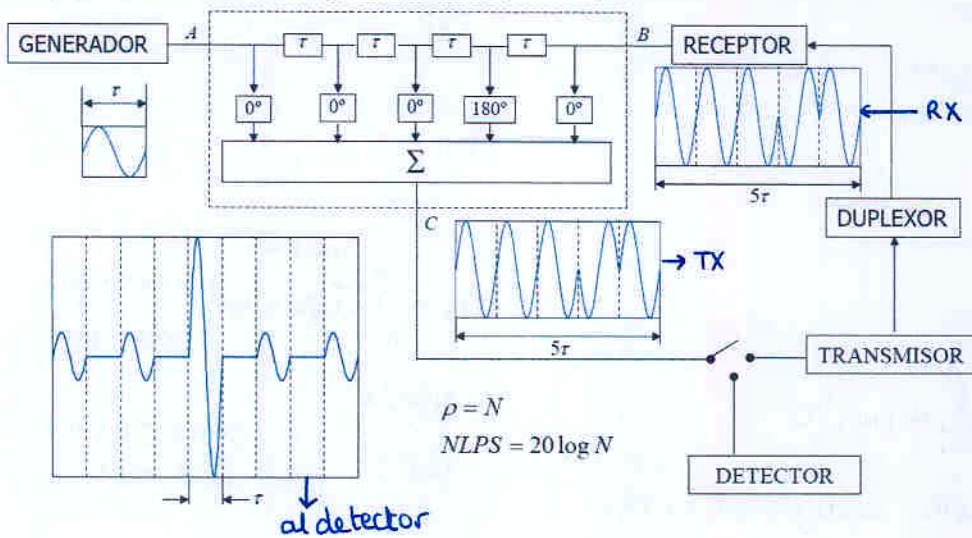 GENERADOR
A
τ
τ
τ
τ
B
RECEPTOR
τ
0°
0°
0°
180°
0°
Σ
← RX
5τ
C
DUPLEXOR
→ TX
5τ
TRANSMISOR
ρ = N
NLPS = 20 log N
DETECTOR
τ
al detector